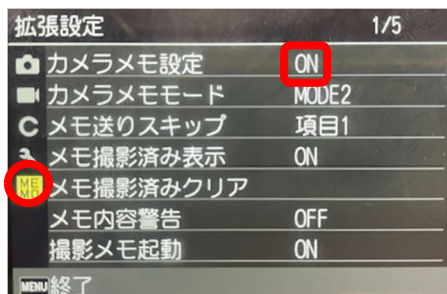 拡張設定 1/5
カメラメモ設定 ON
カメラメモモード MODE2
C メモ送りスキップ 項目1
メモ撮影済み表示 ON
MEMO メモ撮影済みクリア
メモ内容警告 OFF
撮影メモ起動 ON
MENU 終了